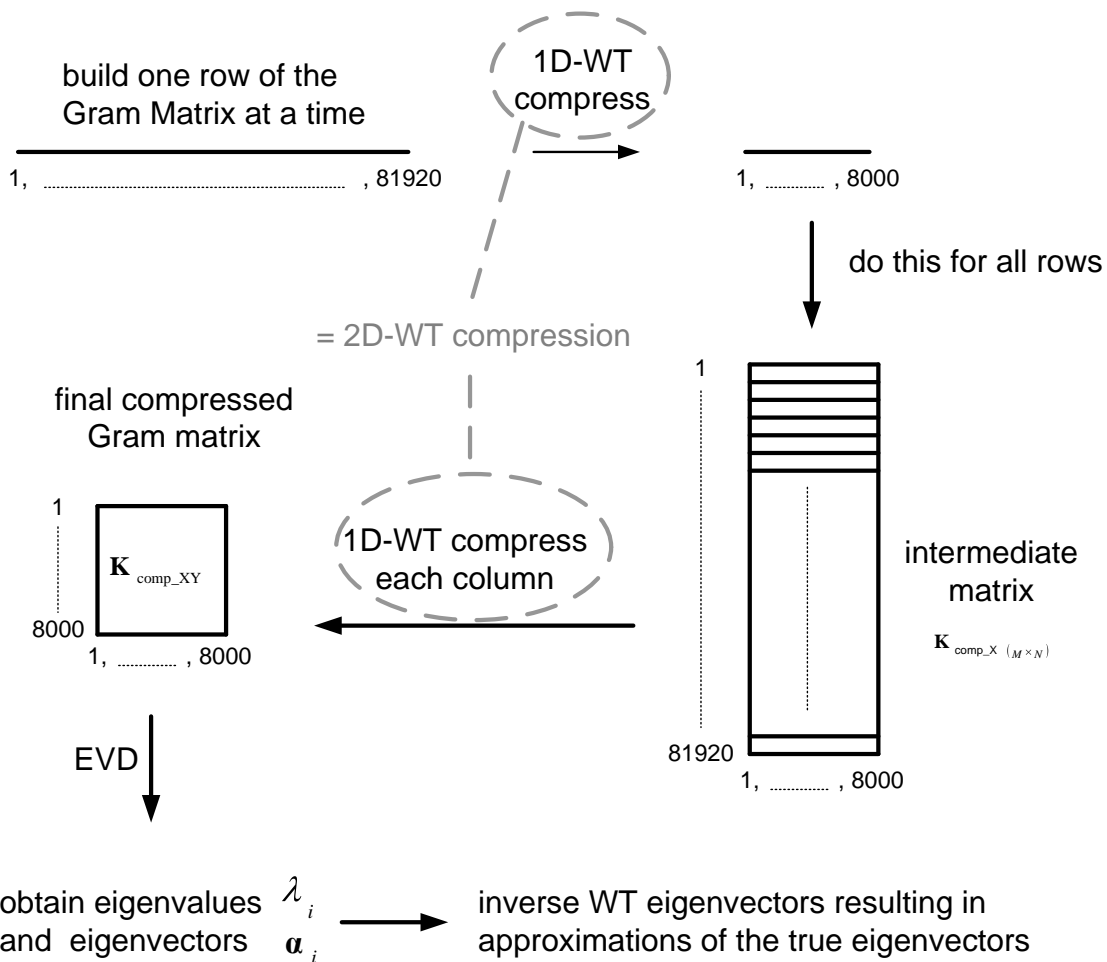 build one row of the
Gram Matrix at a time
1D-WT
compress
1, .................... , 81920
1, .......... , 8000
do this for all rows
= 2D-WT compression
1
81920
1, .......... , 8000
intermediate
matrix
K comp_X (M × N)
final compressed
Gram matrix
1D-WT compress
each column
1
8000
K comp_XY
1, .......... , 8000
EVD
obtain eigenvalues λ i
and eigenvectors α i
inverse WT eigenvectors resulting in
approximations of the true eigenvectors